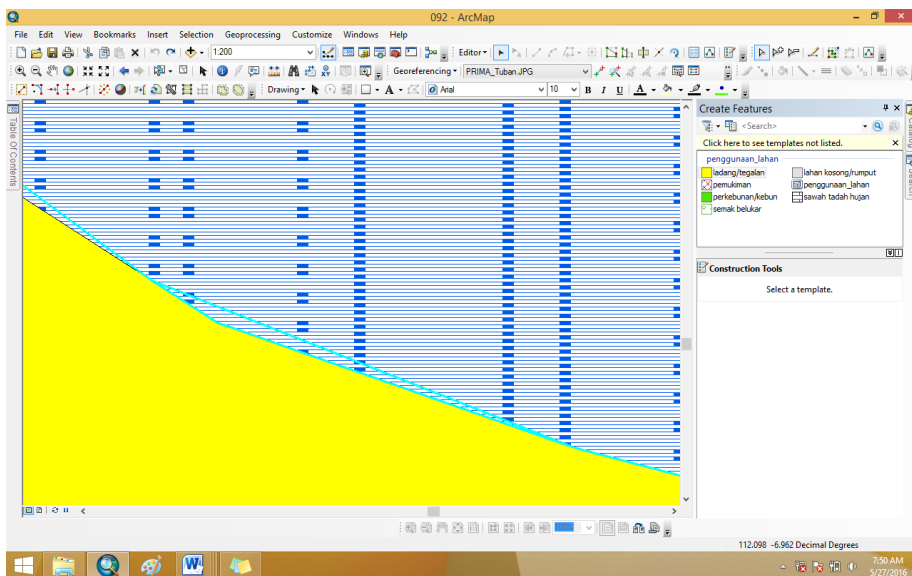 092 - ArcMap
File Edit View Bookmarks Insert Selection Geoprocessing Customize Windows Help
1:200 Editor
Georeferencing PRIMA_Tuban.JPG
Drawing A Arial 10 B I U A
Create Features
<Search>
Click here to see templates not listed.
penggunaan_lahan
ladang/tegalan lahan kosong/rumput
pemukiman penggunaan_lahan
perkebunan/kebun sawah tadah hujan
semak belukar
Construction Tools
Select a template.
Table Of Contents
100%
112.098 -6.962 Decimal Degrees
7:50 AM
5/27/2016